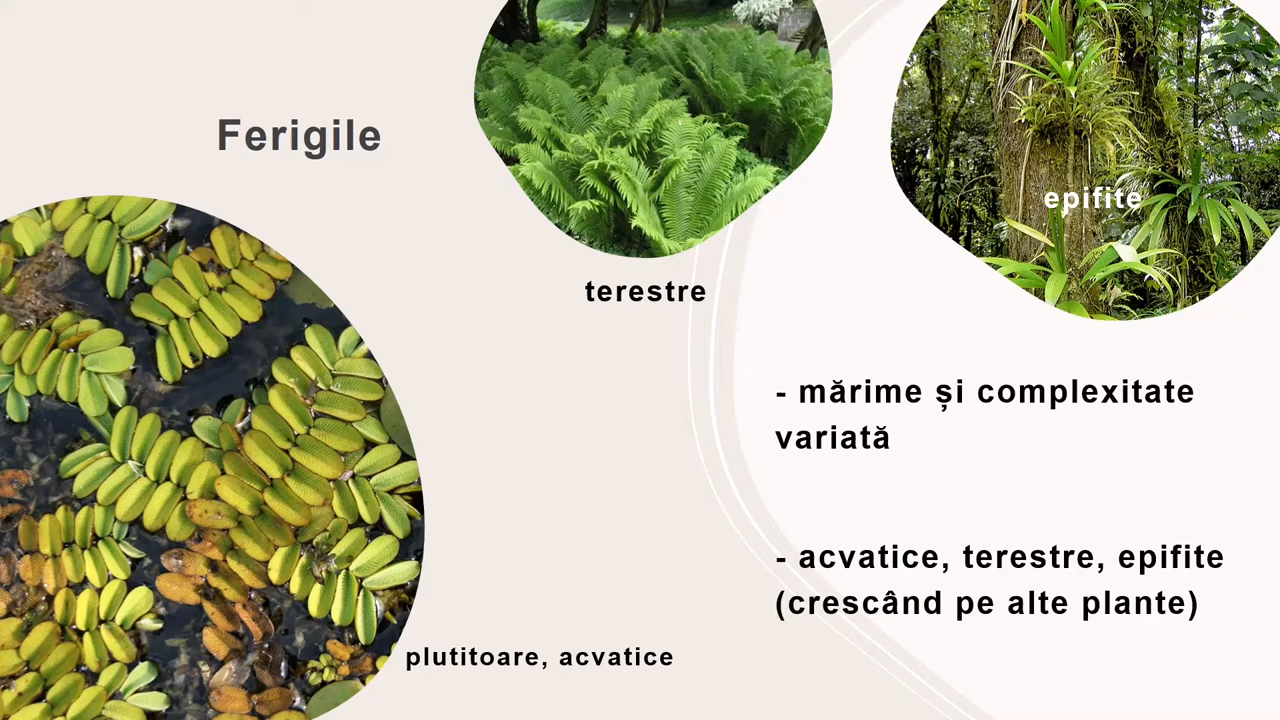 Ferigile
epifite
terestre
- mărime și complexitate
variată
- acvatice, terestre, epifite
(crescând pe alte plante)
plutitoare, acvatice